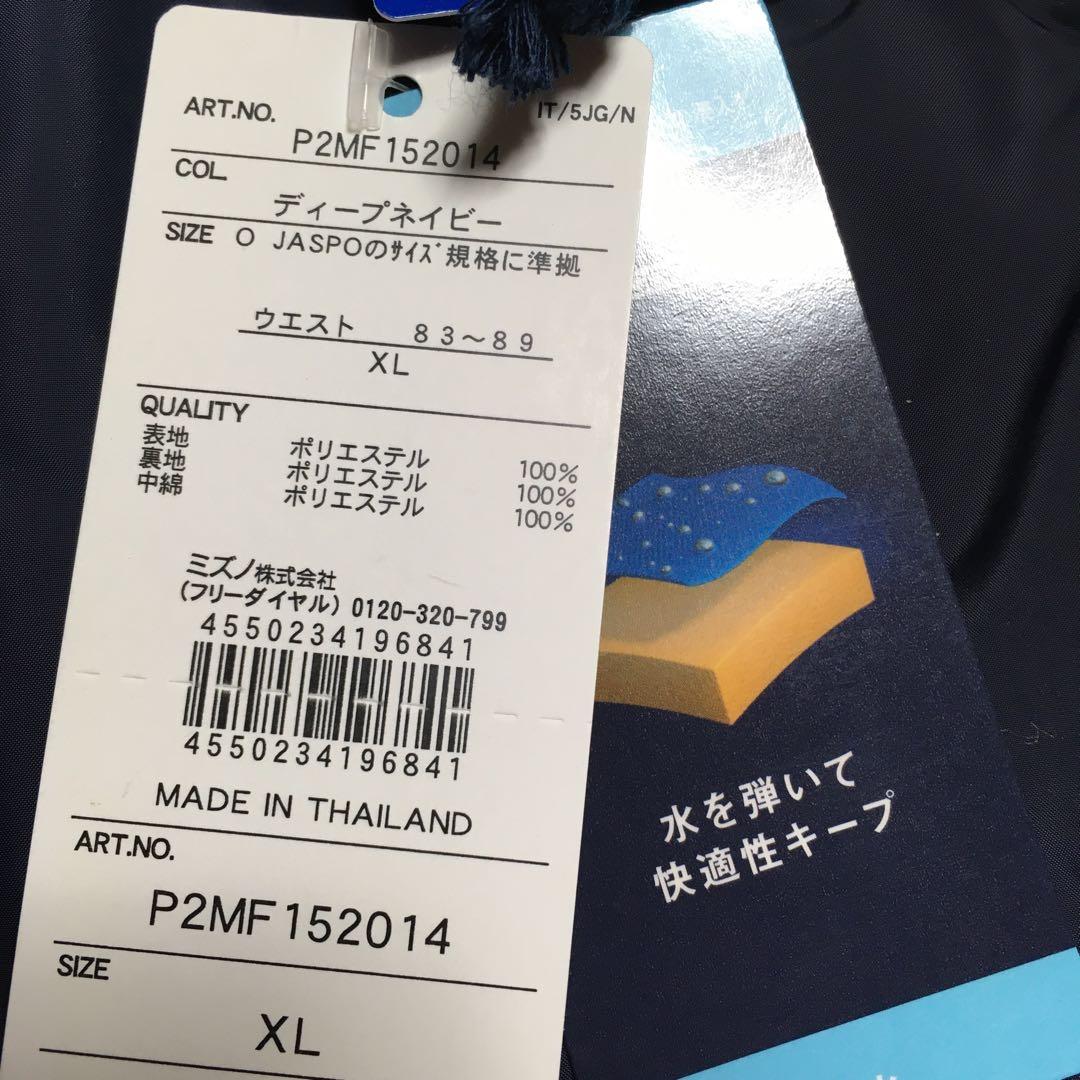 ART.NO.
IT/5JG/N
P2MF152014
COL.
ディープネイビー
SIZE O JASPOのｻｲｽﾞ規格に準拠
ウエスト 83～89
XL
QUALITY
表地 ポリエステル 100%
裏地 ポリエステル 100%
中綿 ポリエステル 100%
ミズノ株式会社
(フリーダイヤル) 0120-320-799
4550234196841
4550234196841
MADE IN THAILAND
ART.NO.
P2MF152014
SIZE
XL
水を弾いて
快適性キープ